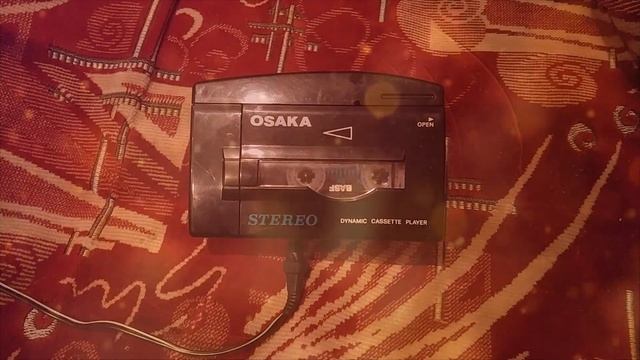 OSAKA
OPEN
BASF
STEREO
DYNAMIC CASSETTE PLAYER